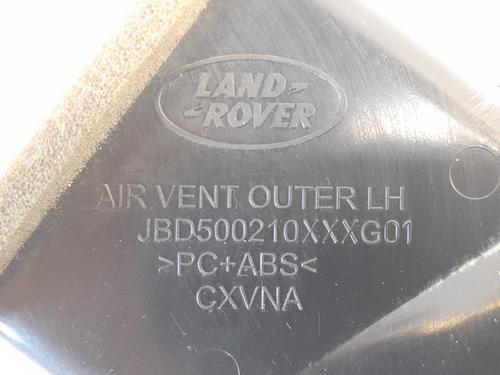 LAND-
-ROVER
AIR VENT OUTER LH
JBD500210XXXG01
>PC+ABS<
CXVNA